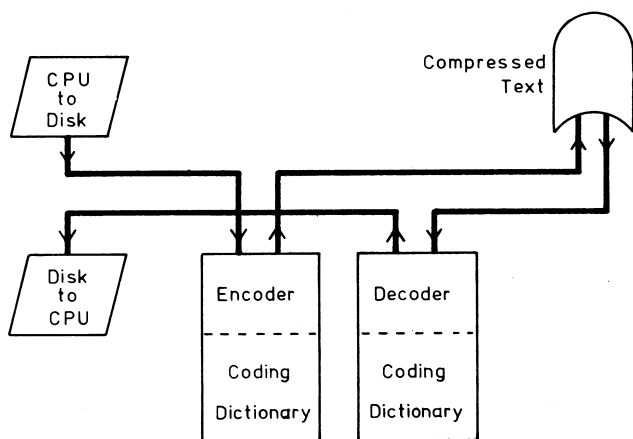 CPU
to
Disk
Compressed
Text
Disk
to
CPU
Encoder
Coding
Dictionary
Decoder
Coding
Dictionary